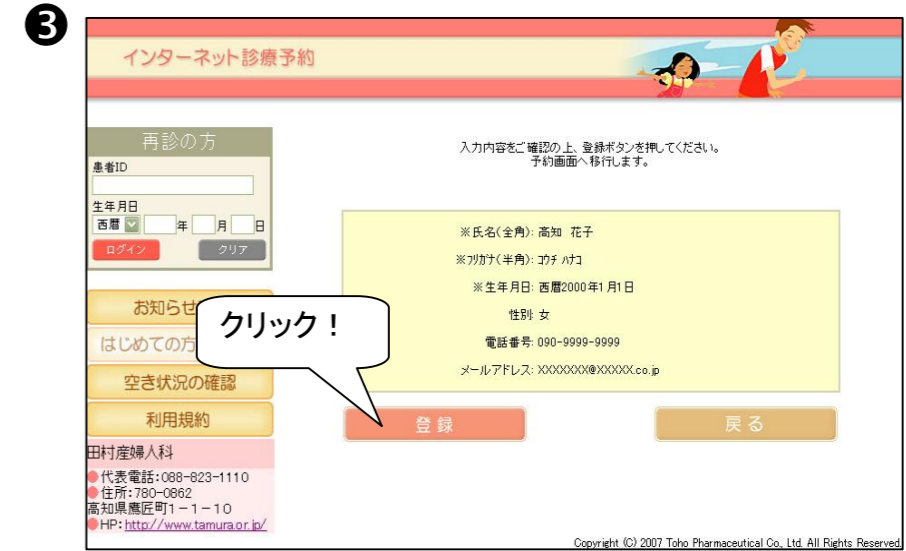 ❸
インターネット診療予約
再診の方
患者ID
生年月日
西暦 年 月 日
ログイン クリア
お知らせ
はじめての方
空き状況の確認
利用規約
田村産婦人科
●代表電話:088-823-1110
●住所:780-0862
高知県鷹匠町1-1-10
●HP:http://www.tamura.or.jp/
入力内容をご確認の上、登録ボタンを押してください。
予約画面へ移行します。
※氏名(全角): 高知 花子
※フリガナ(半角): コウチ ハナコ
※生年月日: 西暦2000年1月1日
性別: 女
電話番号: 090-9999-9999
メールアドレス: XXXXXXX@XXXXX.co.jp
クリック！
登録
戻る
Copyright (C) 2007 Toho Pharmaceutical Co., Ltd. All Rights Reserved.